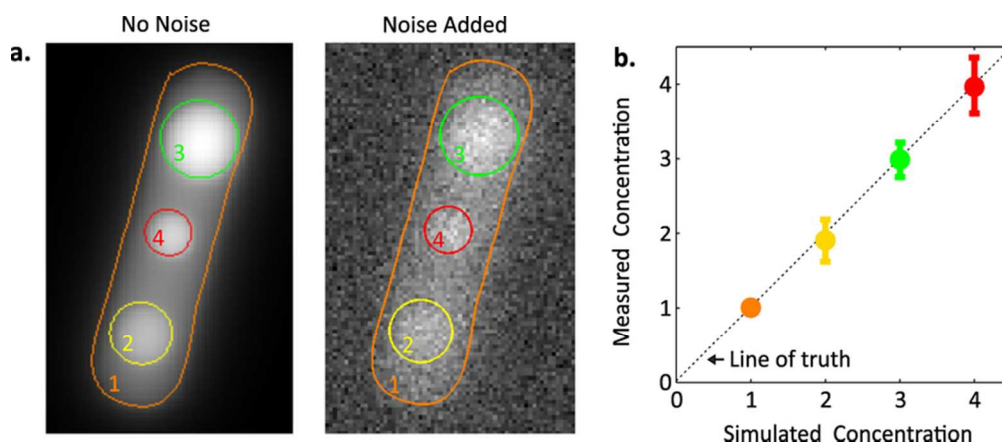 a.
No Noise
Noise Added
3
4
2
1
3
4
2
1
b.
Measured Concentration
4
3
2
1
0
Line of truth
0 1 2 3 4
Simulated Concentration